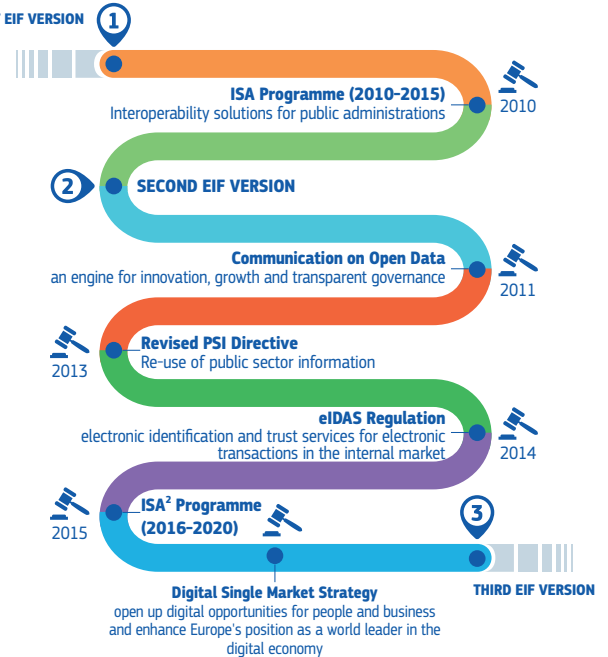 EIF VERSION
1
ISA Programme (2010-2015)
Interoperability solutions for public administrations
2010
2
SECOND EIF VERSION
Communication on Open Data
an engine for innovation, growth and transparent governance
2011
Revised PSI Directive
Re-use of public sector information
2013
eIDAS Regulation
electronic identification and trust services for electronic
transactions in the internal market
2014
ISA² Programme
(2016-2020)
2015
3
THIRD EIF VERSION
Digital Single Market Strategy
open up digital opportunities for people and business
and enhance Europe's position as a world leader in the
digital economy